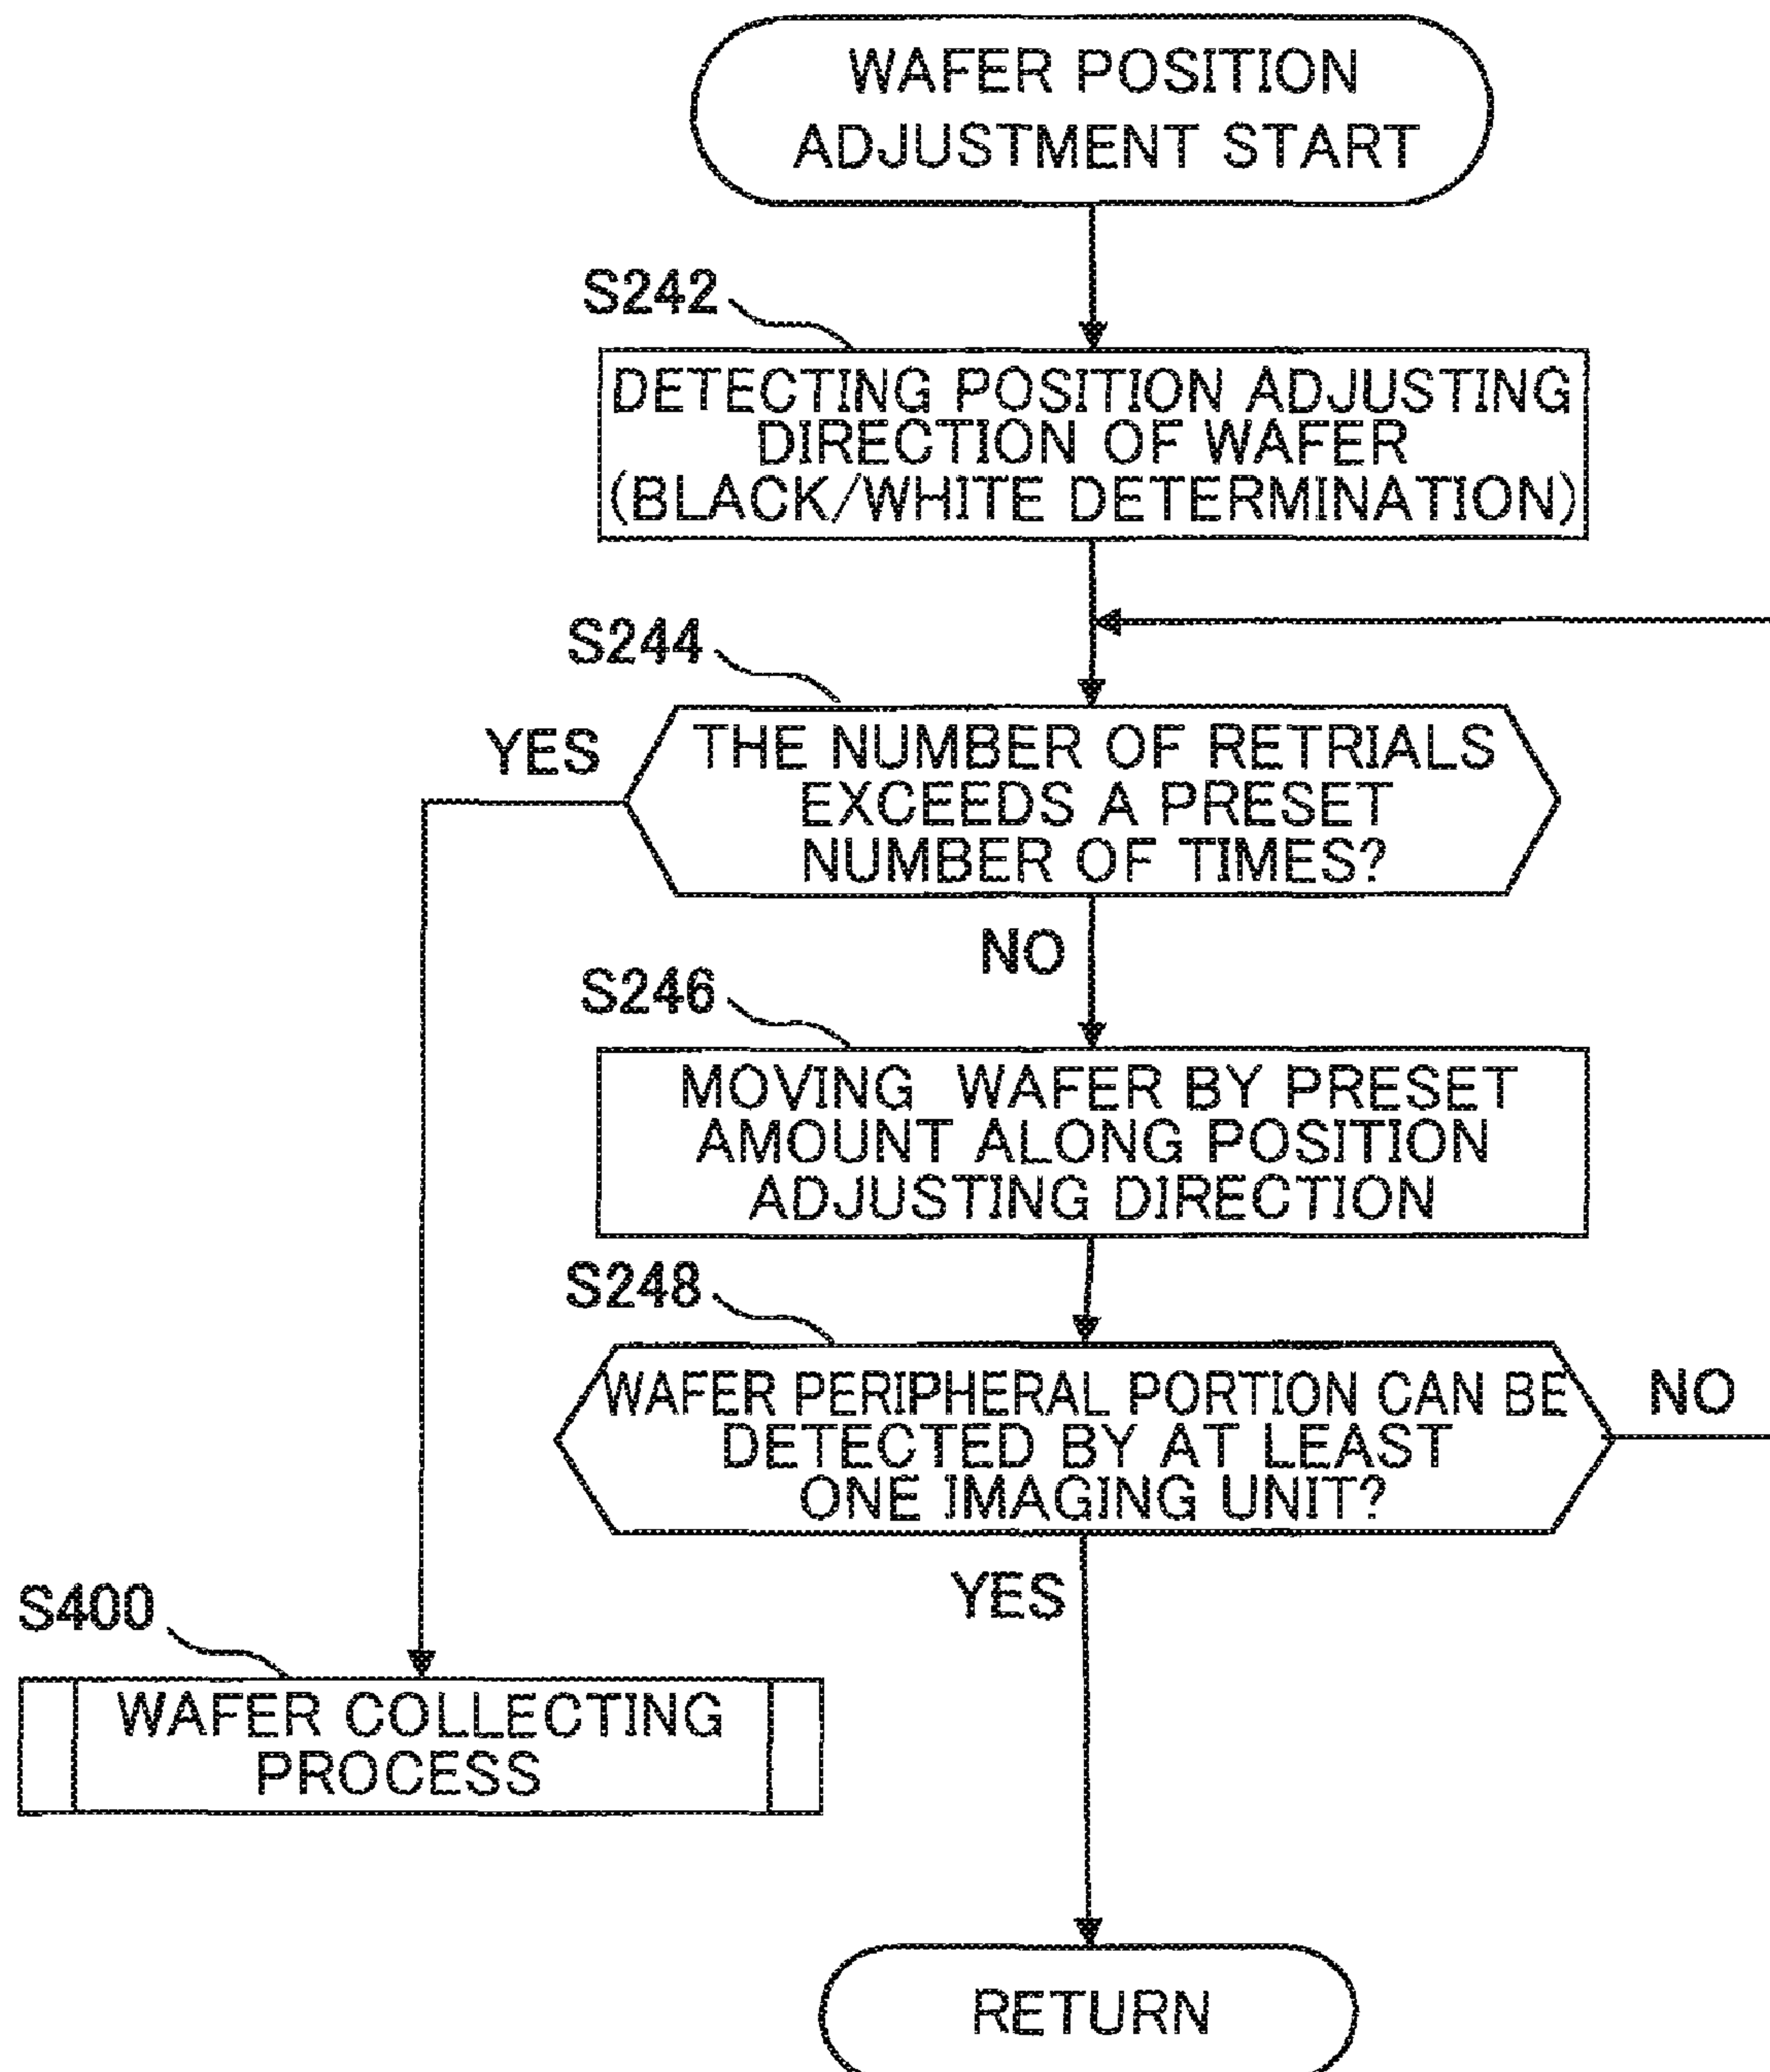 WAFER POSITION
ADJUSTMENT START
S242
DETECTING POSITION ADJUSTING
DIRECTION OF WAFER
(BLACK/WHITE DETERMINATION)
S244
YES
THE NUMBER OF RETRIALS
EXCEEDS A PRESET
NUMBER OF TIMES?
NO
S246
MOVING WAFER BY PRESET
AMOUNT ALONG POSITION
ADJUSTING DIRECTION
S248
WAFER PERIPHERAL PORTION CAN BE
DETECTED BY AT LEAST
ONE IMAGING UNIT?
NO
YES
S400
WAFER COLLECTING
PROCESS
RETURN